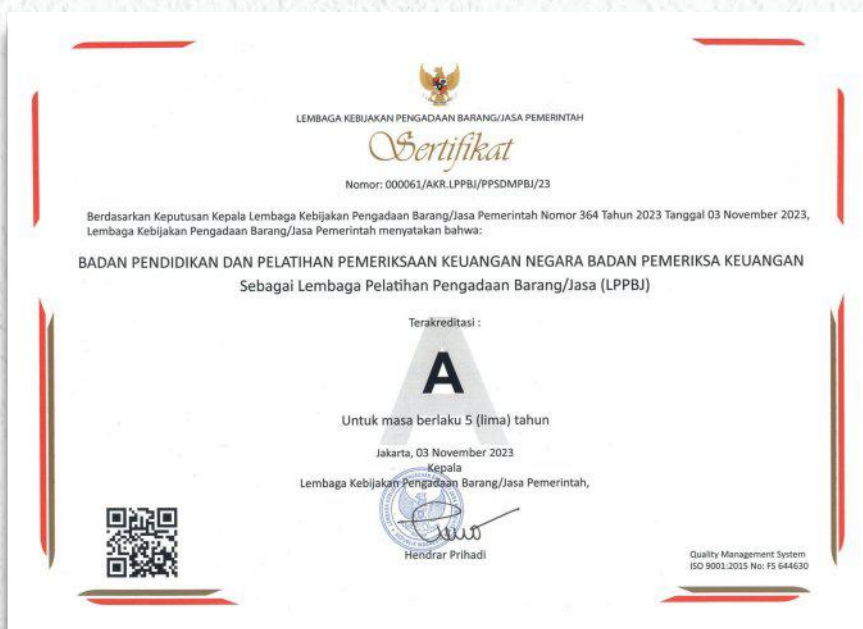 LEMBAGA KEBIJAKAN PENGADAAN BARANG/JASA PEMERINTAH
Sertifikat
Nomor: 000061/AKR.LPPBJ/PPSDMPBJ/23
Berdasarkan Keputusan Kepala Lembaga Kebijakan Pengadaan Barang/Jasa Pemerintah Nomor 364 Tahun 2023 Tanggal 03 November 2023,
Lembaga Kebijakan Pengadaan Barang/Jasa Pemerintah menyatakan bahwa:
BADAN PENDIDIKAN DAN PELATIHAN PEMERIKSAAN KEUANGAN NEGARA BADAN PEMERIKSA KEUANGAN
Sebagai Lembaga Pelatihan Pengadaan Barang/Jasa (LPPBJ)
Terakreditasi :
A
Untuk masa berlaku 5 (lima) tahun
Jakarta, 03 November 2023
Kepala
Lembaga Kebijakan Pengadaan Barang/Jasa Pemerintah,
Hendrar Prihadi
Quality Management System
ISO 9001:2015 No: FS 644630